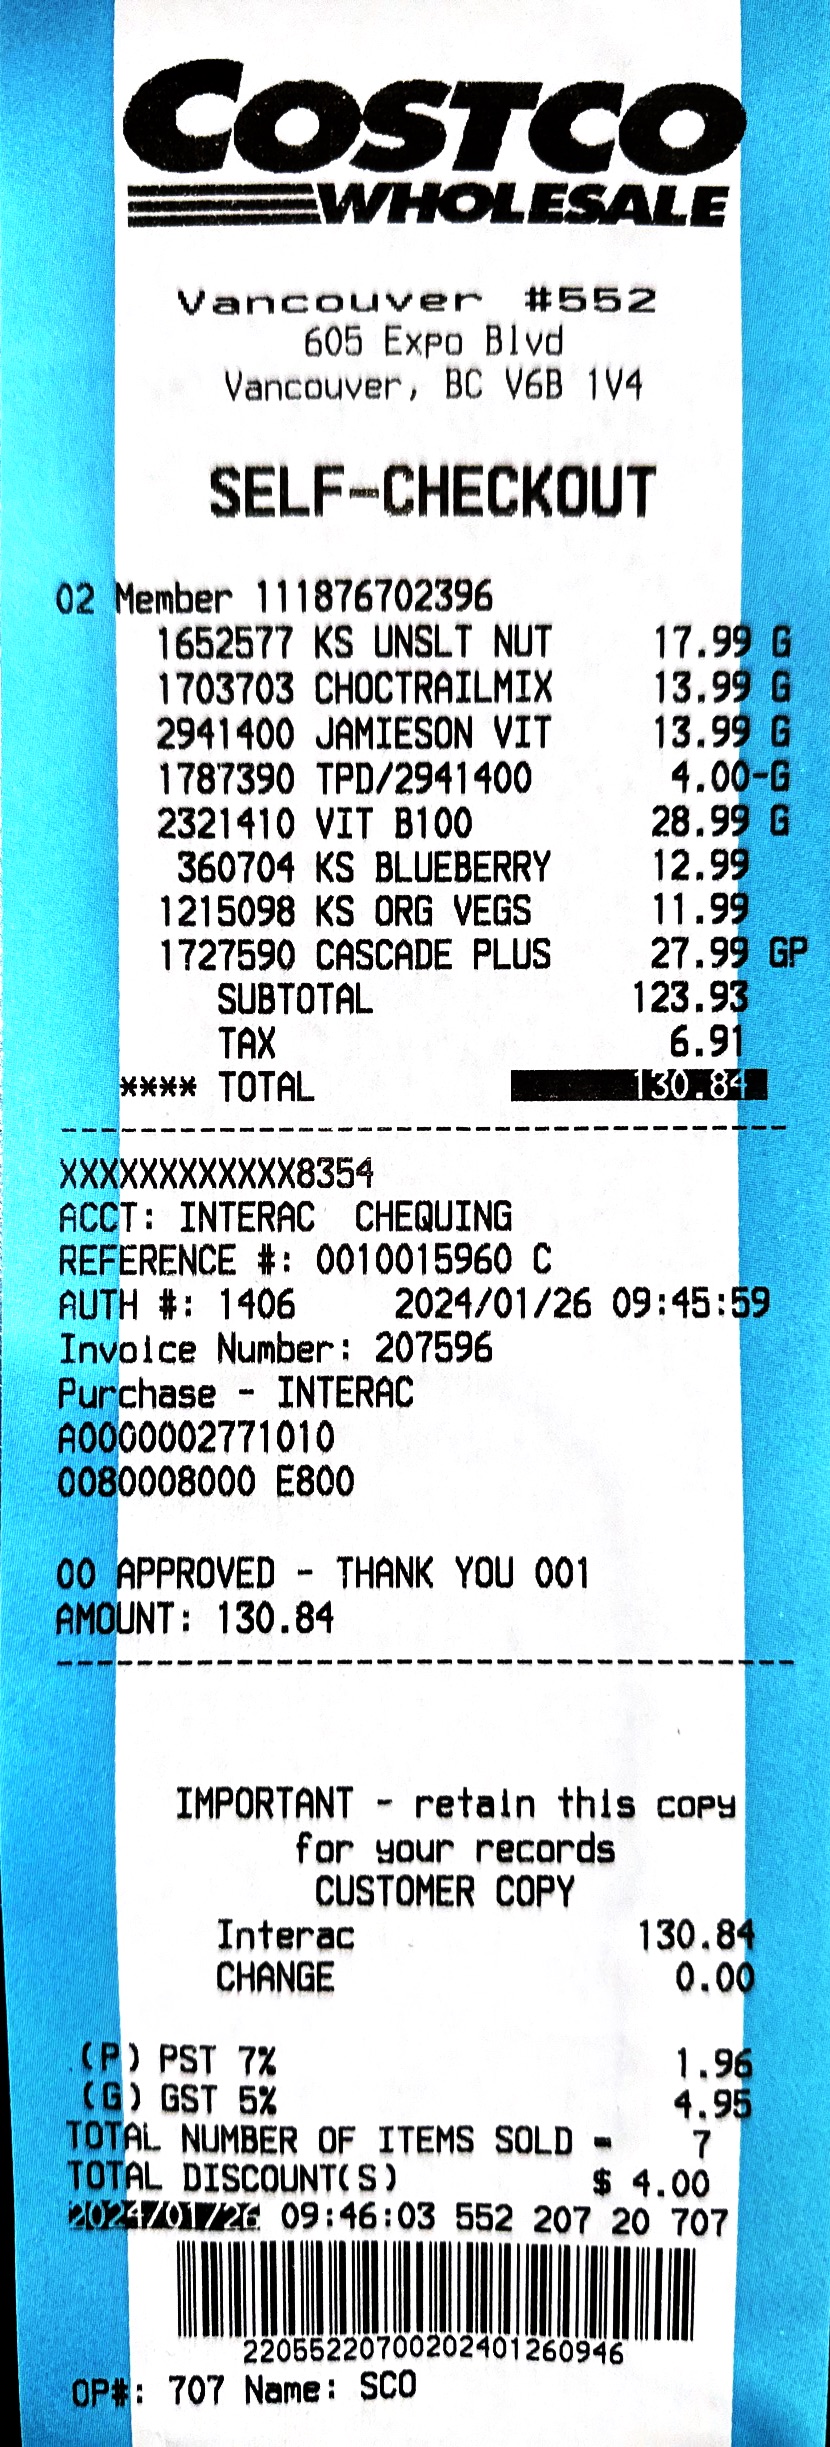 COSTCO
WHOLESALE
Vancouver #552
605 Expo Blvd
Vancouver, BC V6B 1V4
SELF-CHECKOUT
02 Member 111876702396
1652577 KS UNSLT NUT 17.99 G
1703703 CHOCTRAILMIX 13.99 G
2941400 JAMIESON VIT 13.99 G
1787390 TPD/2941400 4.00-G
2321410 VIT B100 28.99 G
360704 KS BLUEBERRY 12.99
1215098 KS ORG VEGS 11.99
1727590 CASCADE PLUS 27.99 GP
SUBTOTAL 123.93
TAX 6.91
**** TOTAL 130.84
XXXXXXXXXXXX8354
ACCT: INTERAC CHEQUING
REFERENCE #: 0010015960 C
AUTH #: 1406 2024/01/26 09:45:59
Invoice Number: 207596
Purchase - INTERAC
A0000002771010
0080008000 E800
00 APPROVED - THANK YOU 001
AMOUNT: 130.84
IMPORTANT - retain this copy
for your records
CUSTOMER COPY
Interac 130.84
CHANGE 0.00
(P) PST 7% 1.96
(G) GST 5% 4.95
TOTAL NUMBER OF ITEMS SOLD = 7
TOTAL DISCOUNT(S) $ 4.00
2024/01/26 09:46:03 552 207 20 707
22055220700202401260946
OP#: 707 Name: SCO